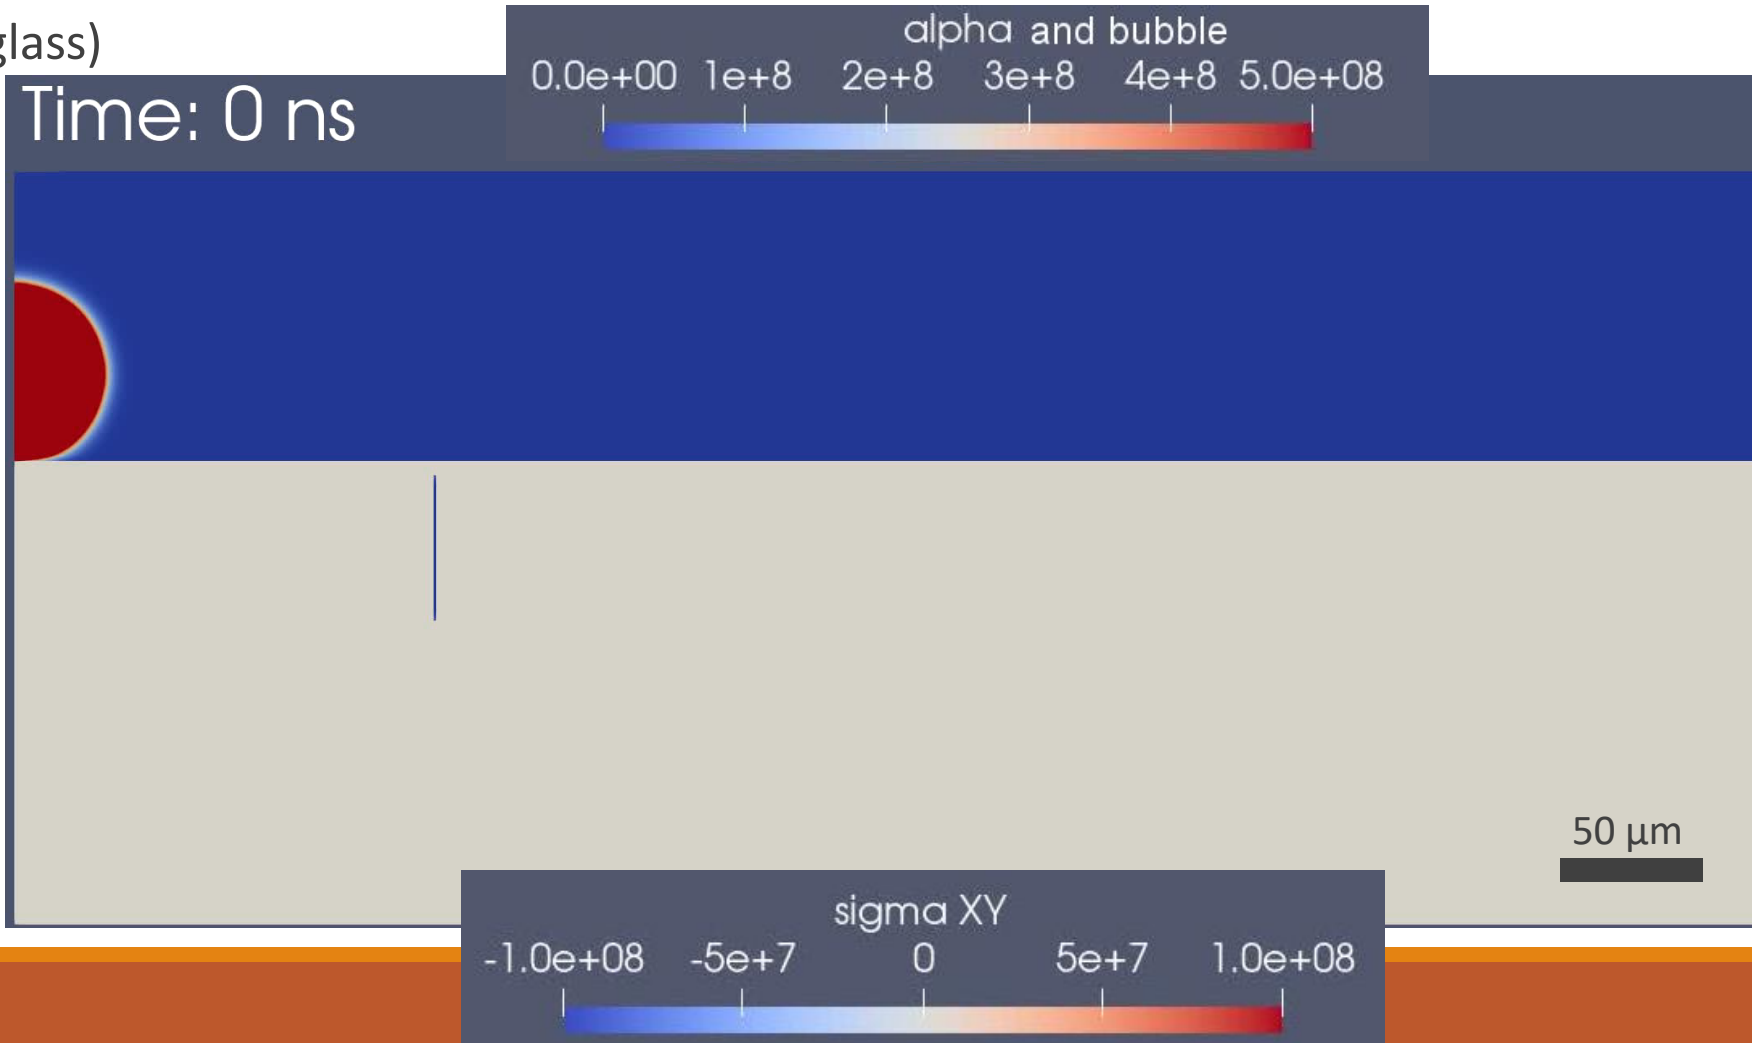 glass)
alpha and bubble
0.0e+00 1e+8 2e+8 3e+8 4e+8 5.0e+08
Time: 0 ns
50 µm
sigma XY
-1.0e+08 -5e+7 0 5e+7 1.0e+08